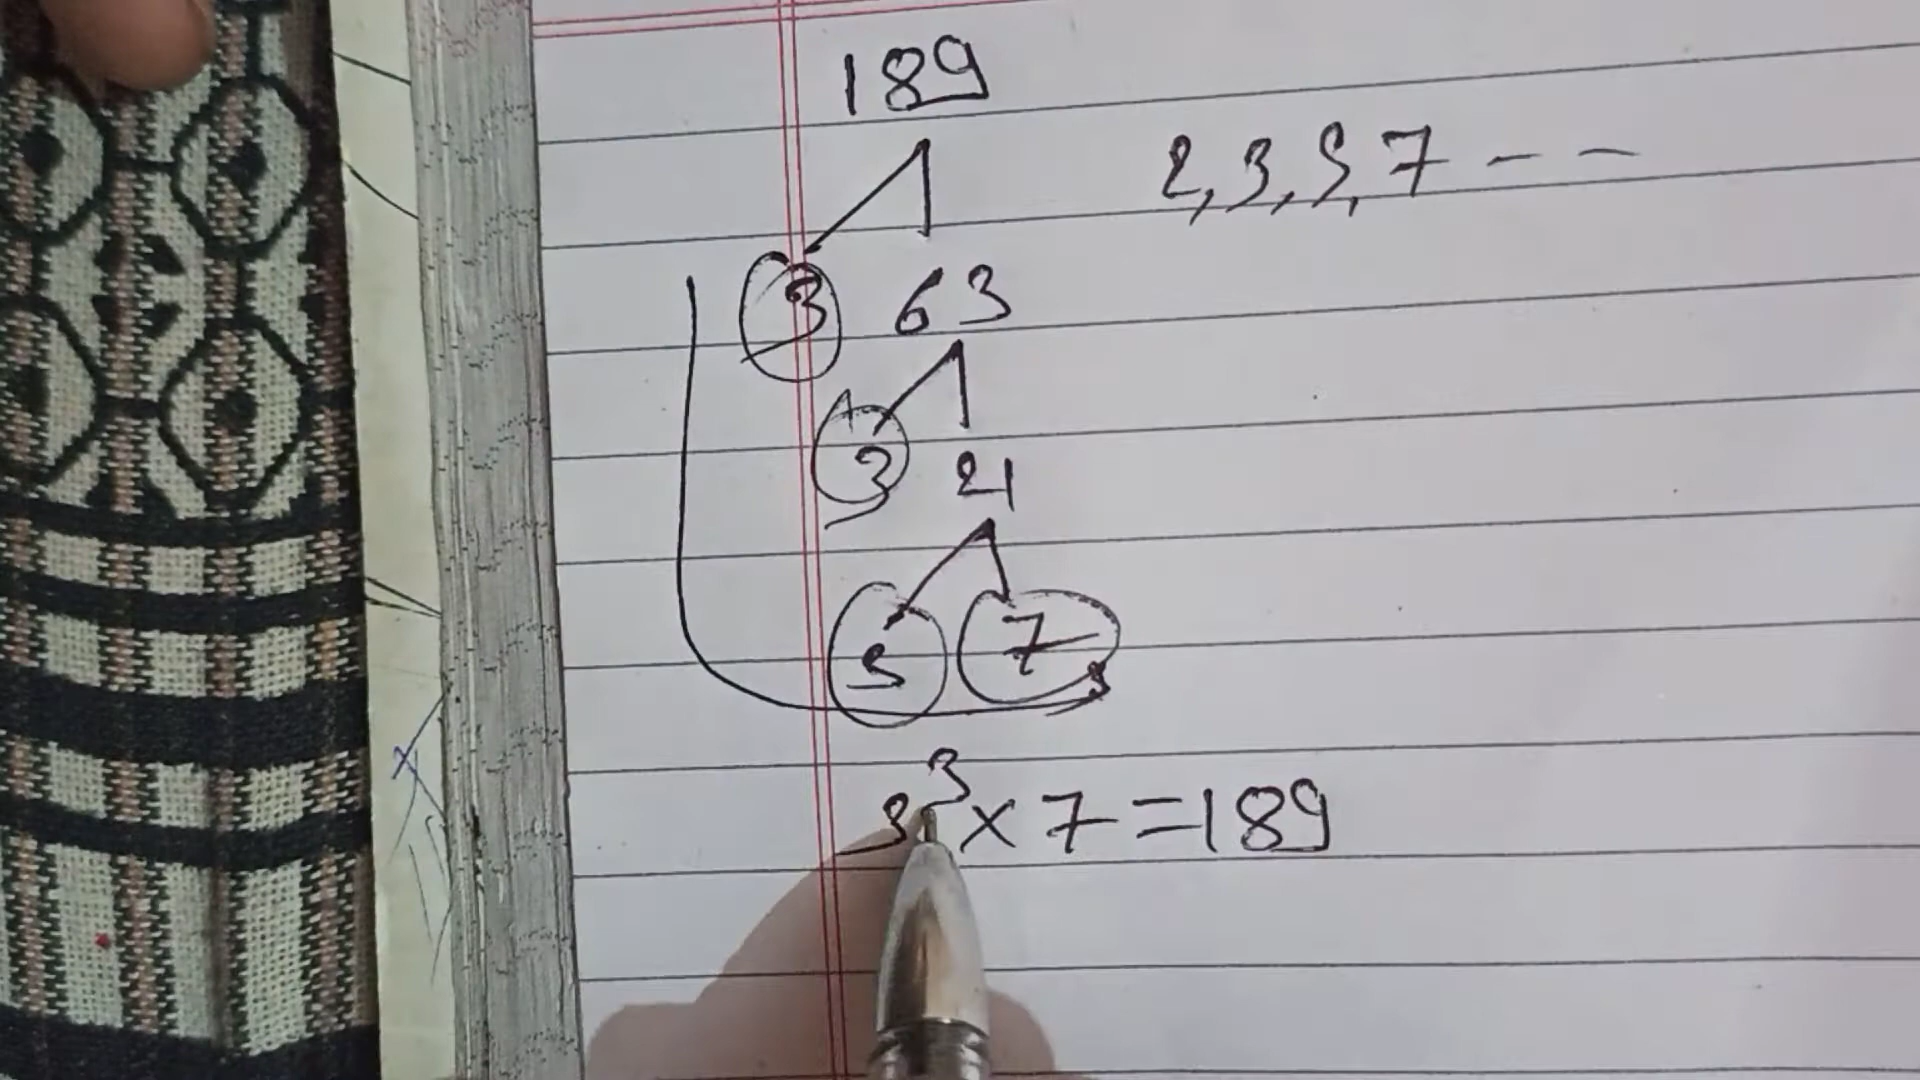 189
2, 3, 5, 7 - -
3 63
3 21
3 7
3³ × 7 = 189